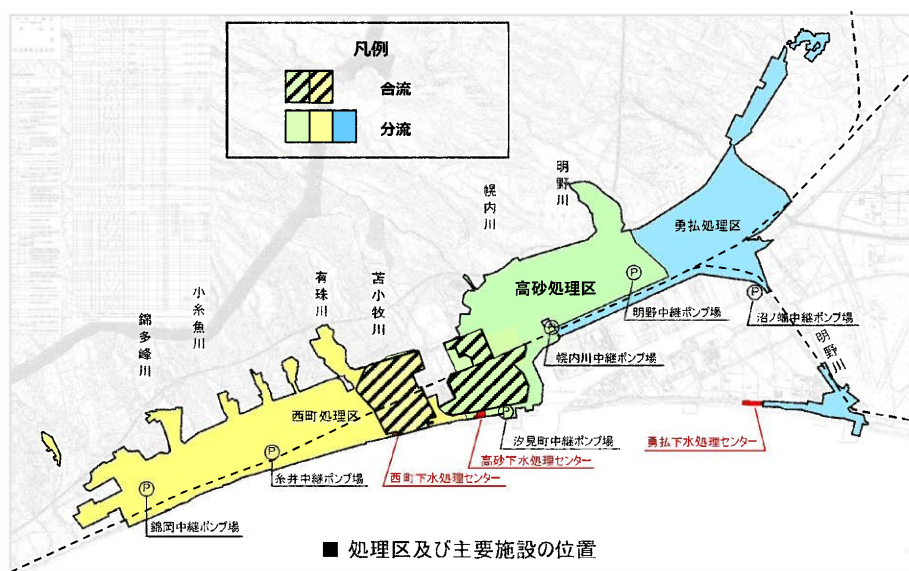 凡例
合流
分流
明野川
幌内川
勇払処理区
有珠川
苫小牧川
小糸魚川
錦多峰川
高砂処理区
明野中継ポンプ場
沼ノ端中継ポンプ場
明野川
幌内川中継ポンプ場
西町処理区
汐見町中継ポンプ場
勇払下水処理センター
高砂下水処理センター
西町下水処理センター
糸井中継ポンプ場
錦岡中継ポンプ場
P
P
P
P
P
P
■ 処理区及び主要施設の位置